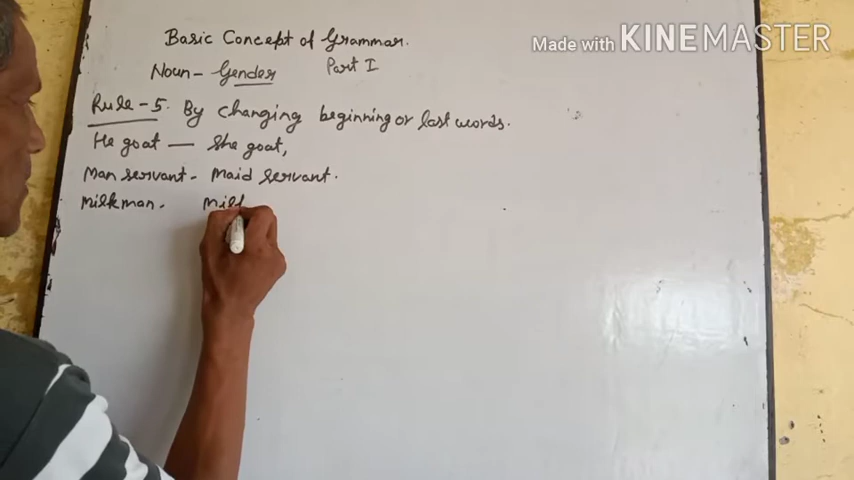 Basic Concept of Grammar.
Made with KINEMASTER
Noun - Gender Part I
Rule - 5. By changing beginning or last words.
He goat — She goat,
Man servant - Maid servant.
Milkman.